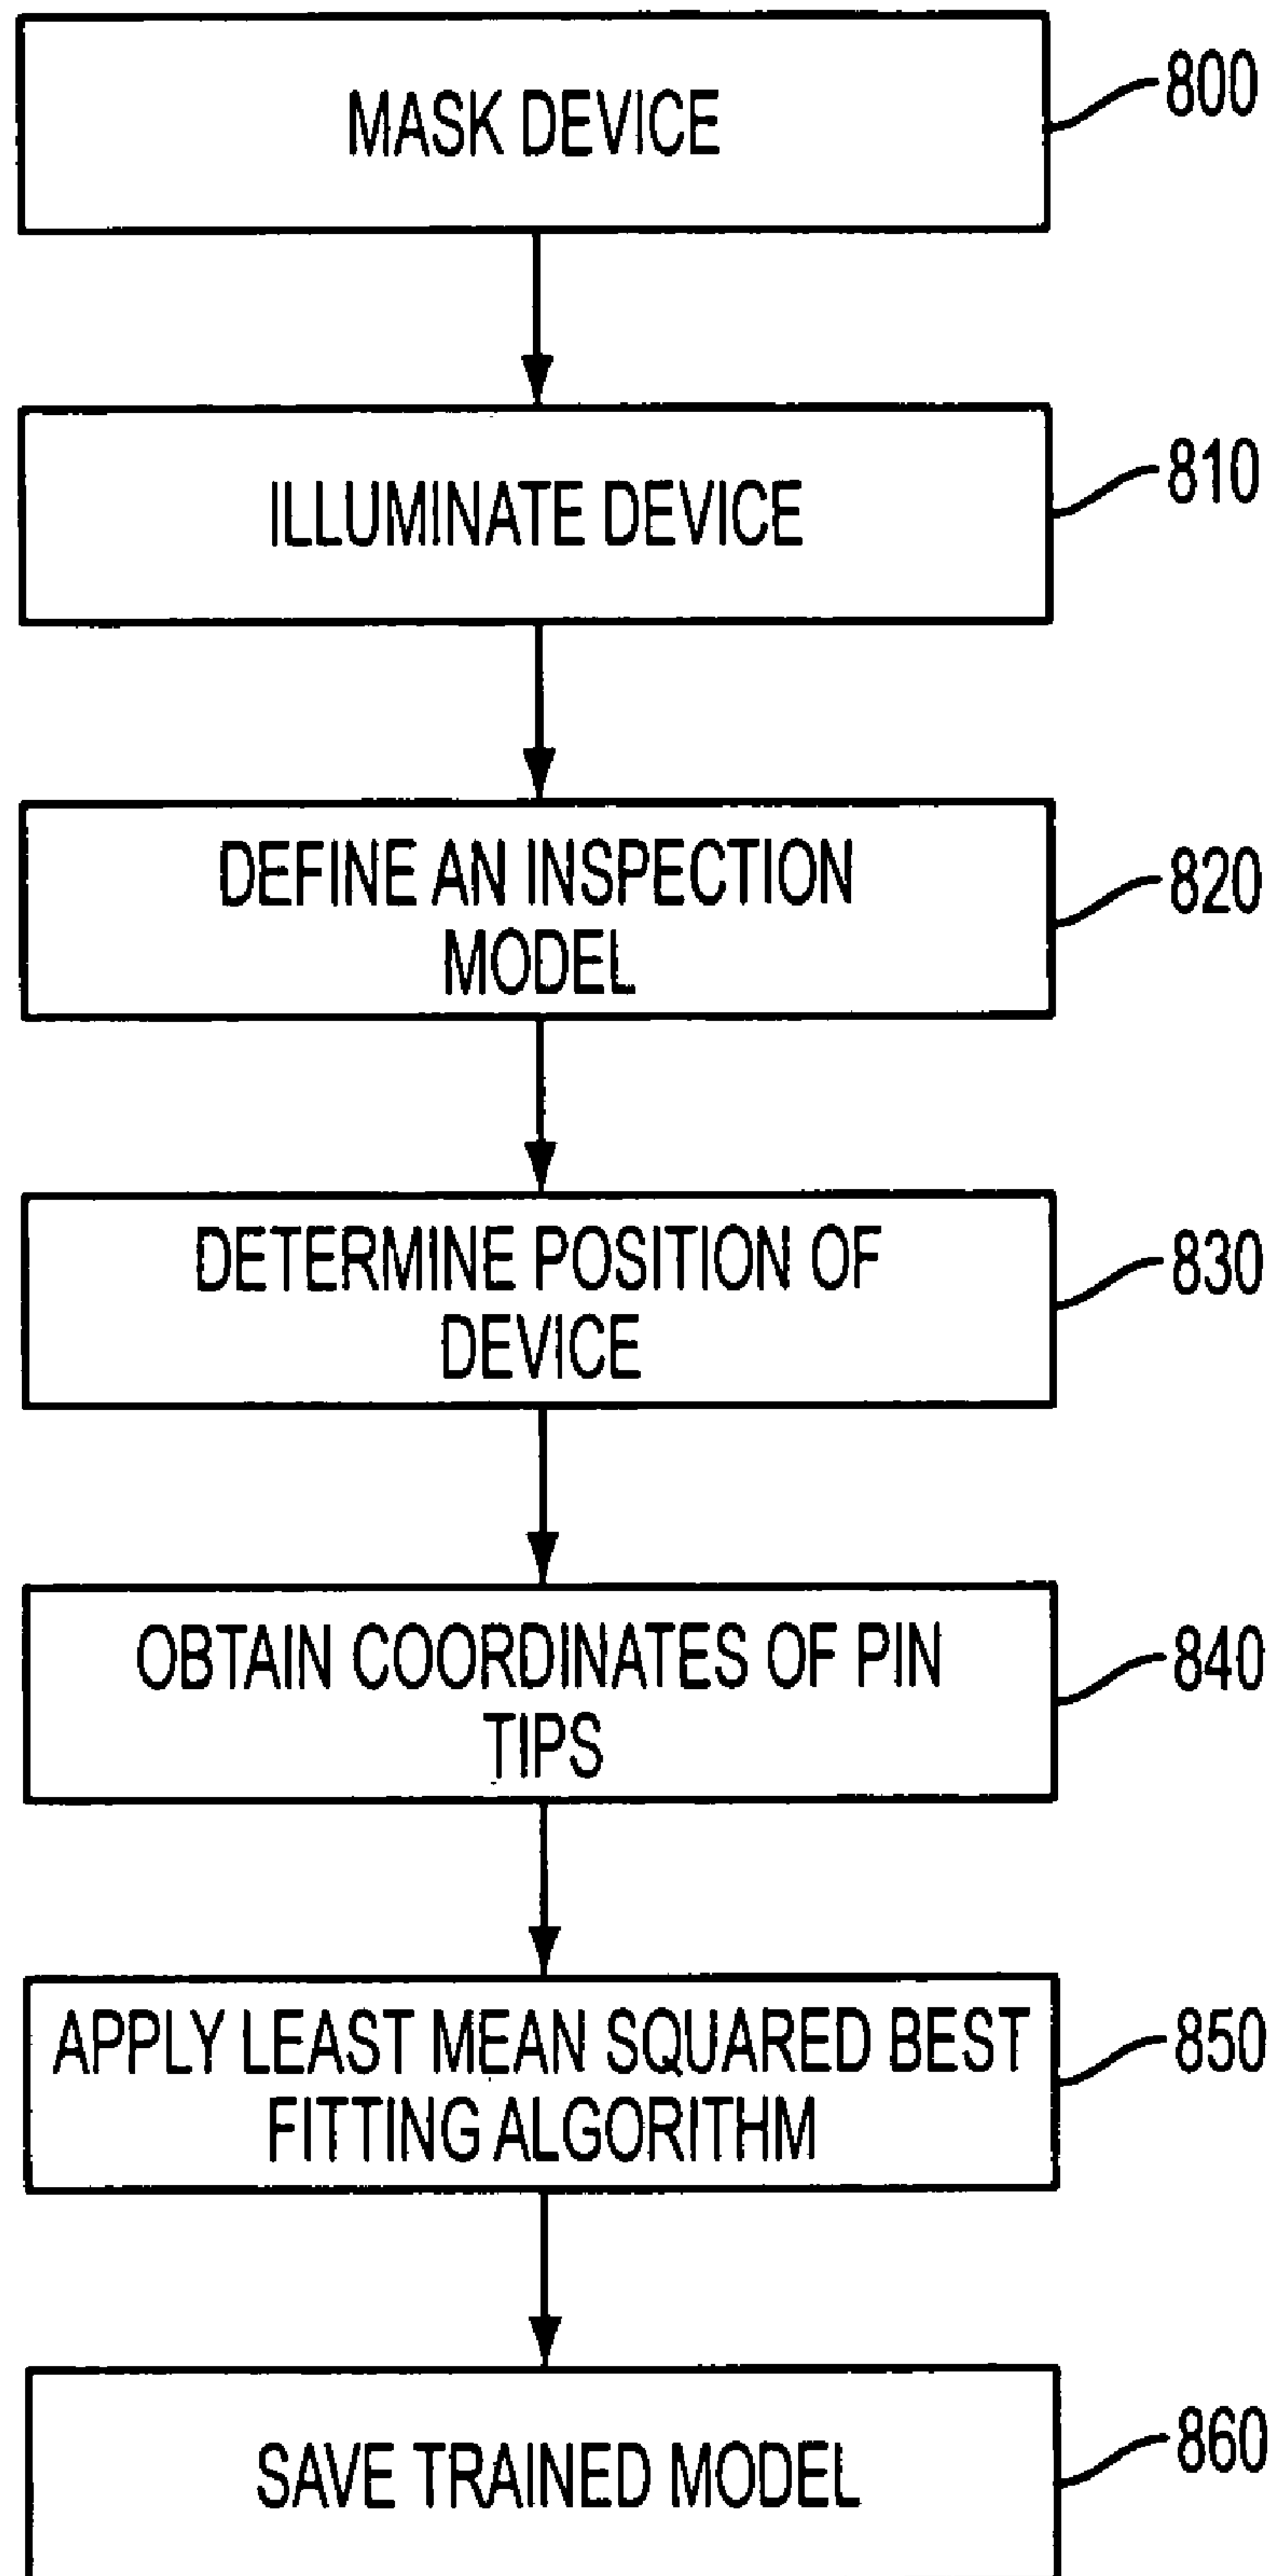 MASK DEVICE
800
ILLUMINATE DEVICE
810
DEFINE AN INSPECTION
MODEL
820
DETERMINE POSITION OF
DEVICE
830
OBTAIN COORDINATES OF PIN
TIPS
840
APPLY LEAST MEAN SQUARED BEST
FITTING ALGORITHM
850
SAVE TRAINED MODEL
860